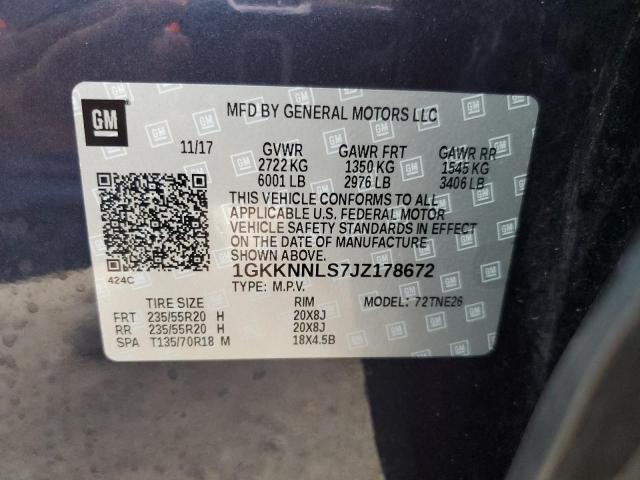 GM
MFD BY GENERAL MOTORS LLC
11/17 GVWR GAWR FRT GAWR RR
2722 KG 1350 KG 1545 KG
6001 LB 2976 LB 3406 LB
THIS VEHICLE CONFORMS TO ALL
APPLICABLE U.S. FEDERAL MOTOR
VEHICLE SAFETY STANDARDS IN EFFECT
ON THE DATE OF MANUFACTURE
SHOWN ABOVE.
1GKKNNLS7JZ178672
424C
TYPE: M.P.V.
TIRE SIZE RIM MODEL: 72TNE26
FRT 235/55R20 H 20X8J
RR 235/55R20 H 20X8J
SPA T135/70R18 M 18X4.5B